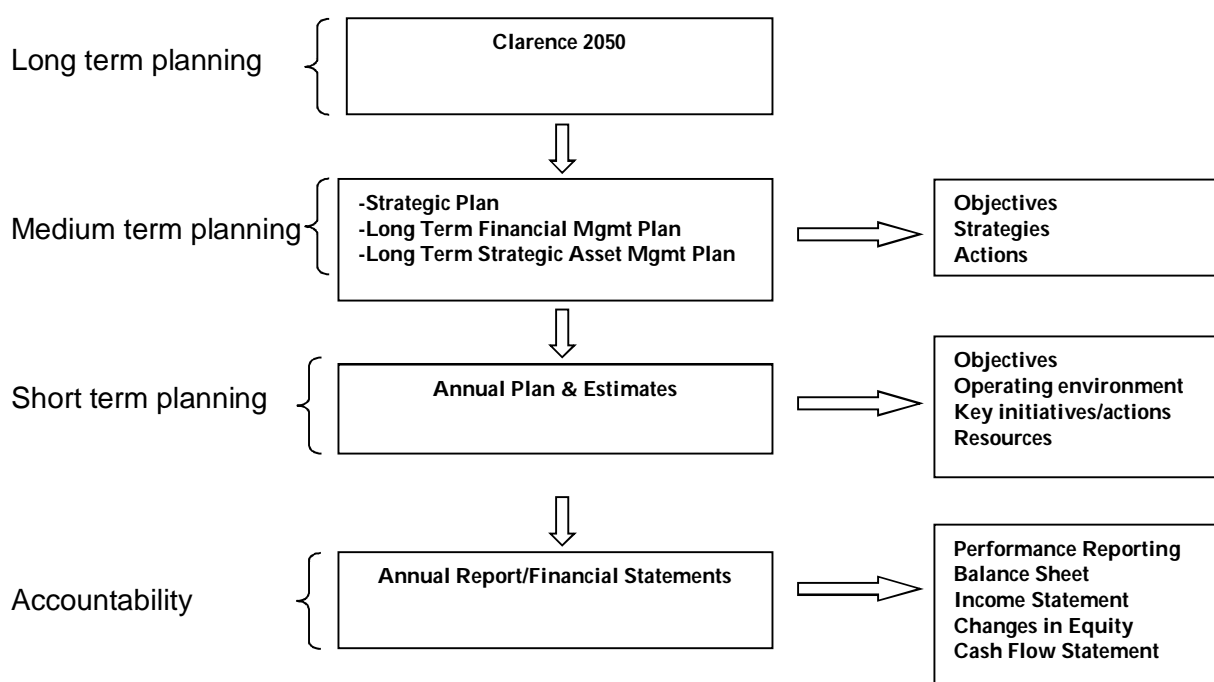 Long term planning
Clarence 2050
Medium term planning
-Strategic Plan
-Long Term Financial Mgmt Plan
-Long Term Strategic Asset Mgmt Plan
Objectives
Strategies
Actions
Short term planning
Annual Plan & Estimates
Objectives
Operating environment
Key initiatives/actions
Resources
Accountability
Annual Report/Financial Statements
Performance Reporting
Balance Sheet
Income Statement
Changes in Equity
Cash Flow Statement